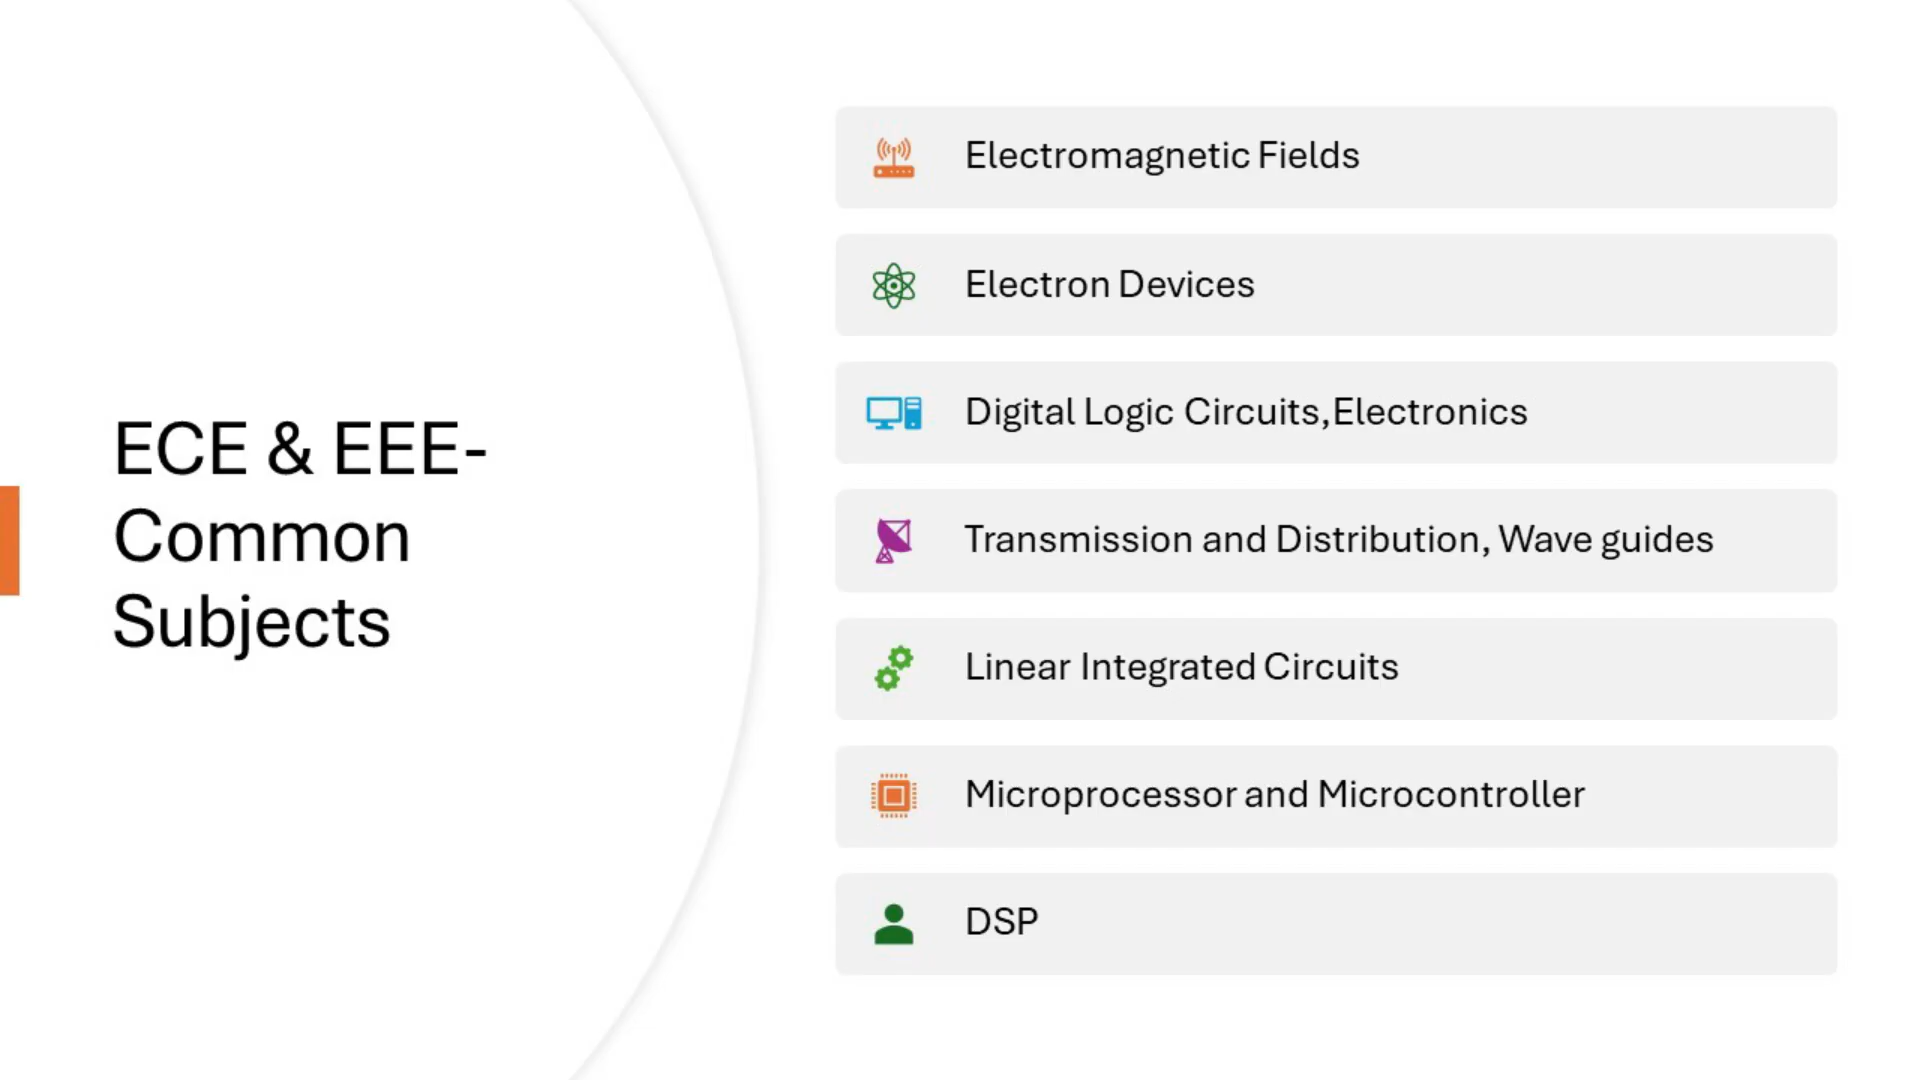 ECE & EEE-
Common
Subjects
Electromagnetic Fields
Electron Devices
Digital Logic Circuits,Electronics
Transmission and Distribution, Wave guides
Linear Integrated Circuits
Microprocessor and Microcontroller
DSP